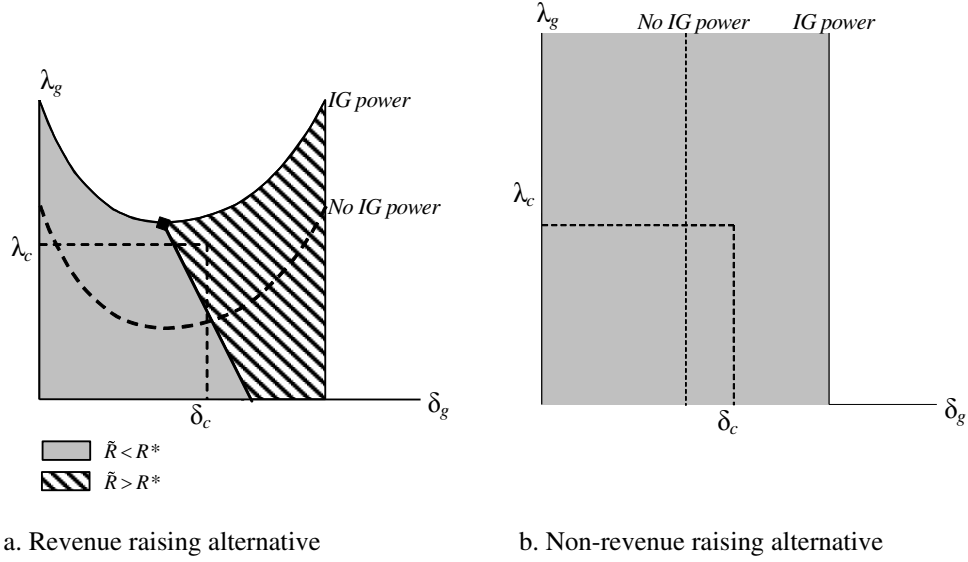 λg
IG power
No IG power
λc
δc
δg
R̃ < R*
R̃ > R*
a. Revenue raising alternative
λg
No IG power
IG power
λc
δc
δg
b. Non-revenue raising alternative